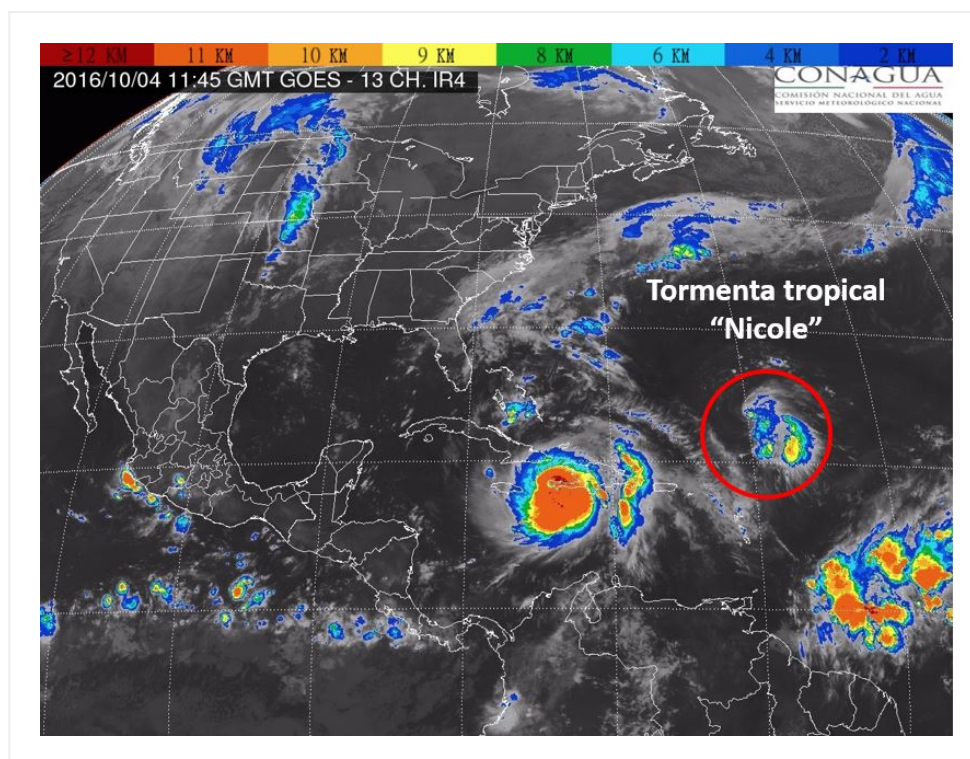 ≥12 KM 11 KM 10 KM 9 KM 8 KM 6 KM 4 KM 2 KM
2016/10/04 11:45 GMT GOES - 13 CH. IR4
CONAGUA
COMISIÓN NACIONAL DEL AGUA
SERVICIO METEOROLÓGICO NACIONAL
Tormenta tropical
“Nicole”